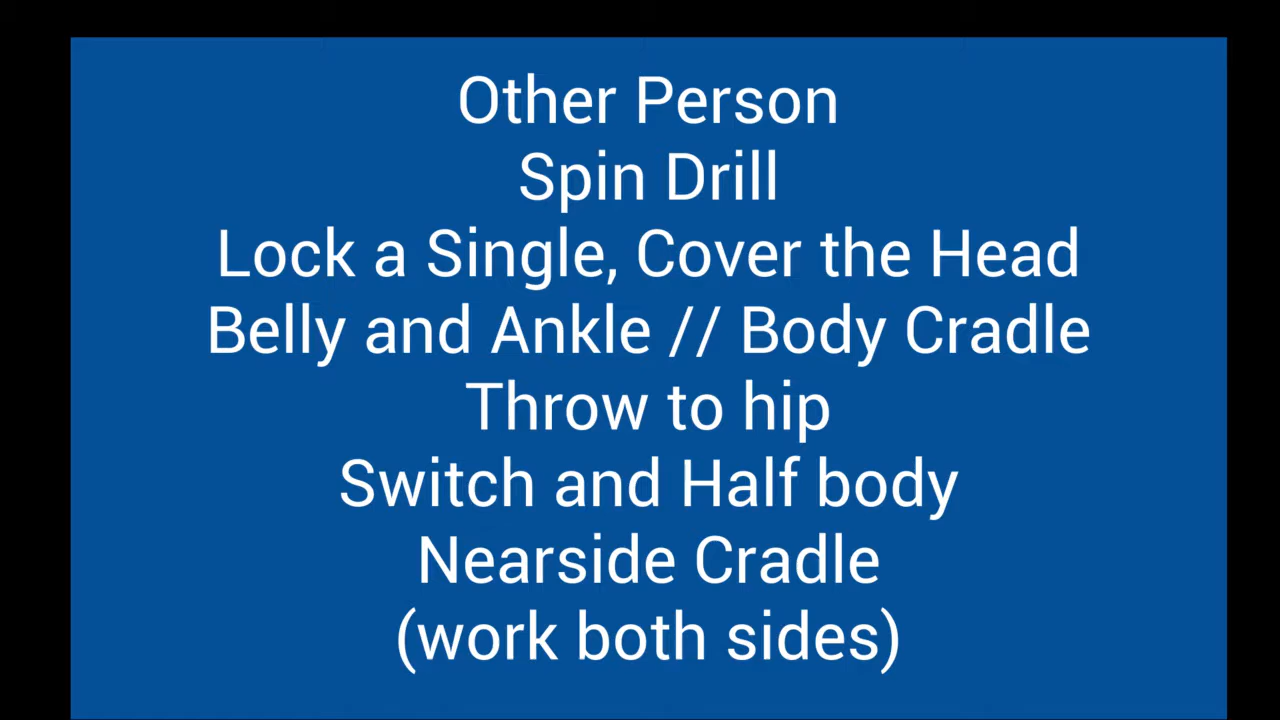 Other Person
Spin Drill
Lock a Single, Cover the Head
Belly and Ankle // Body Cradle
Throw to hip
Switch and Half body
Nearside Cradle
(work both sides)